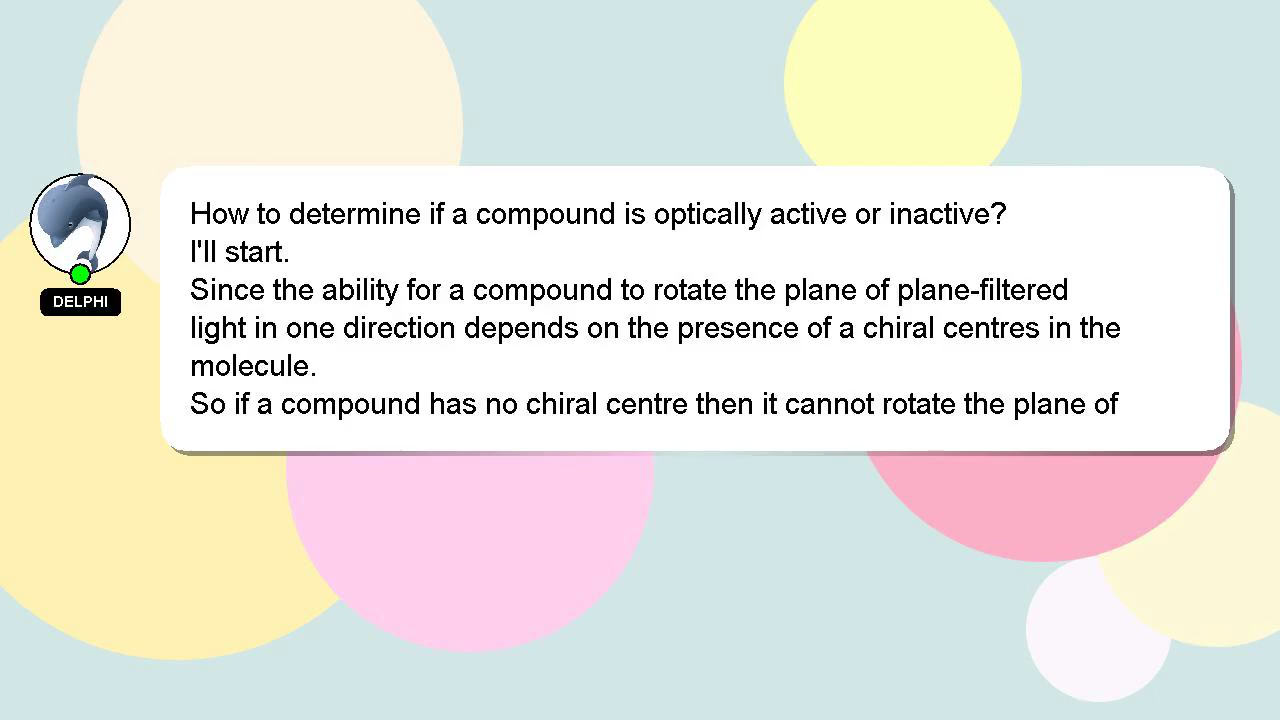 How to determine if a compound is optically active or inactive?
I'll start.
Since the ability for a compound to rotate the plane of plane-filtered
light in one direction depends on the presence of a chiral centres in the
molecule.
So if a compound has no chiral centre then it cannot rotate the plane of
DELPHI